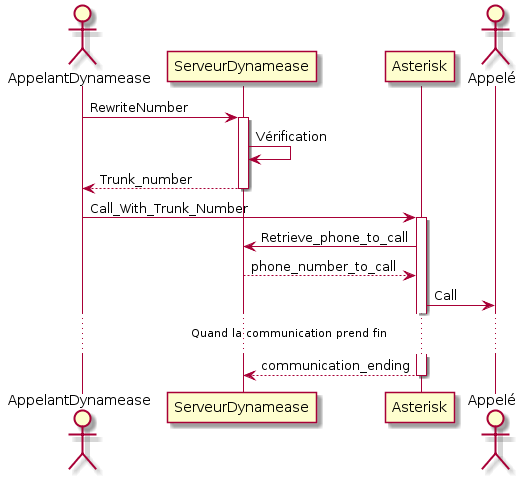 AppelantDynamease
ServeurDynamease
Asterisk
Appelé
RewriteNumber
Vérification
Trunk_number
Call_With_Trunk_Number
Retrieve_phone_to_call
phone_number_to_call
Call
Quand la communication prend fin
communication_ending
AppelantDynamease
ServeurDynamease
Asterisk
Appelé